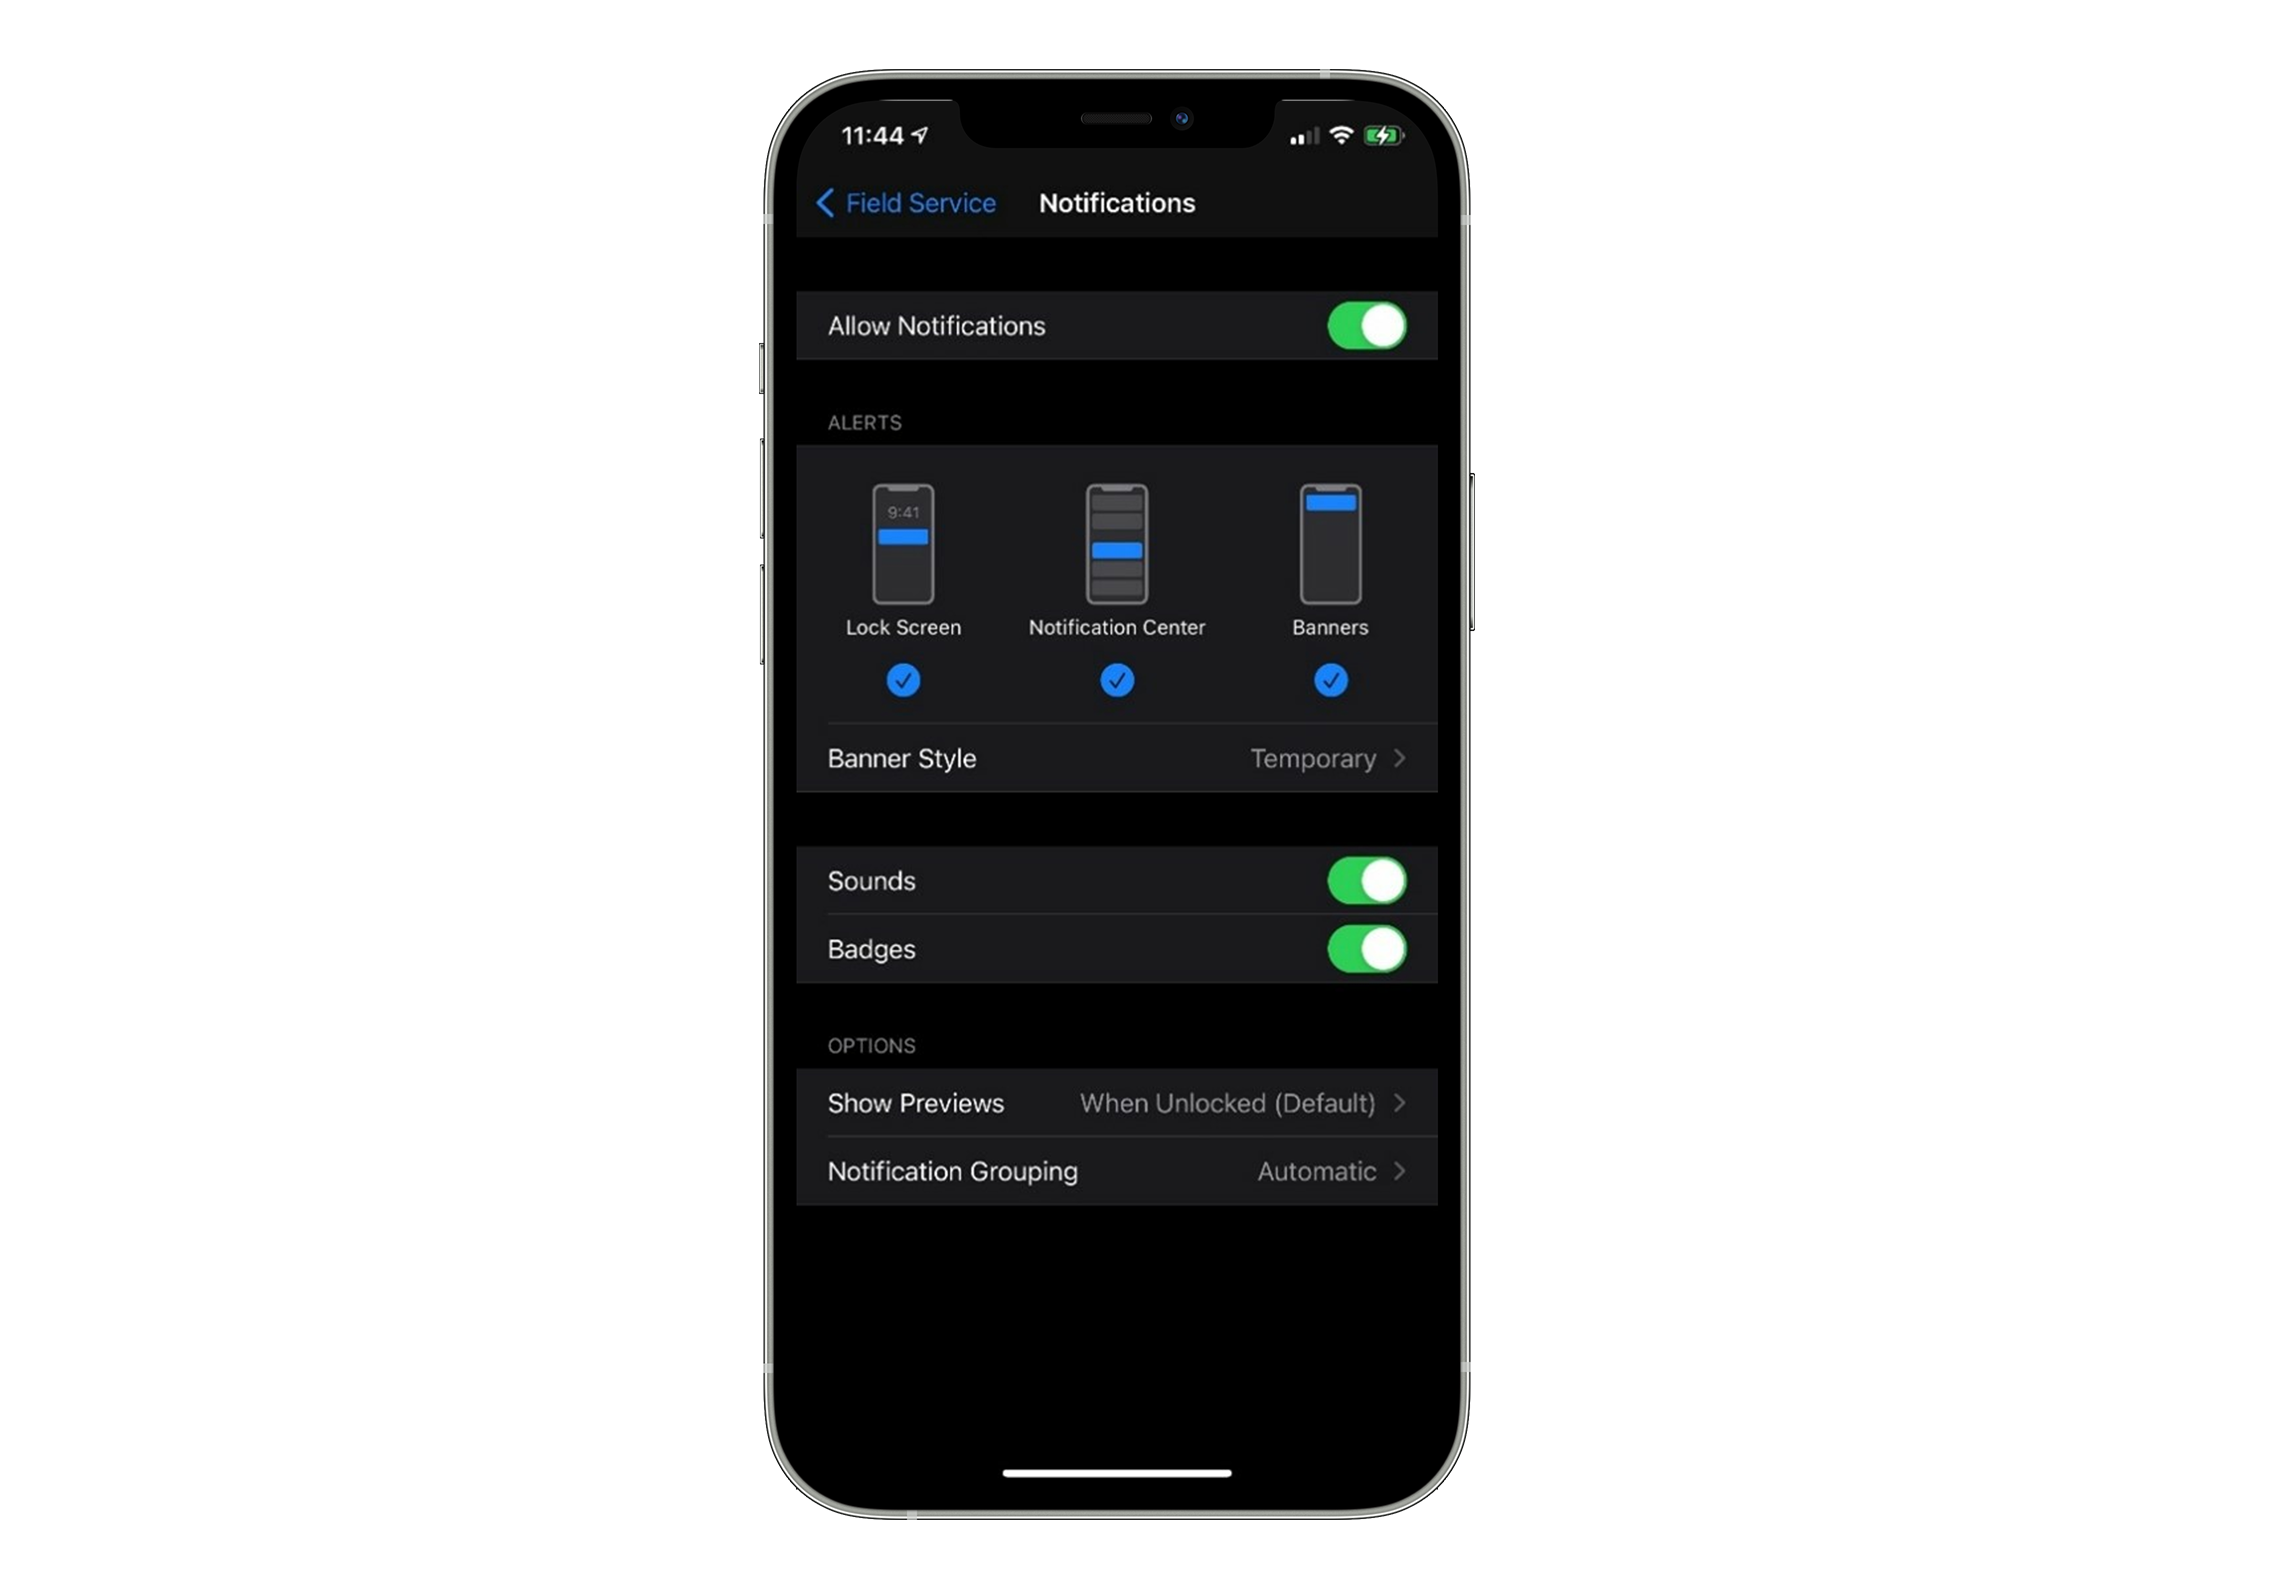 11:44
Field Service Notifications
Allow Notifications
ALERTS
9:41
Lock Screen Notification Center Banners
Banner Style Temporary
Sounds
Badges
OPTIONS
Show Previews When Unlocked (Default)
Notification Grouping Automatic